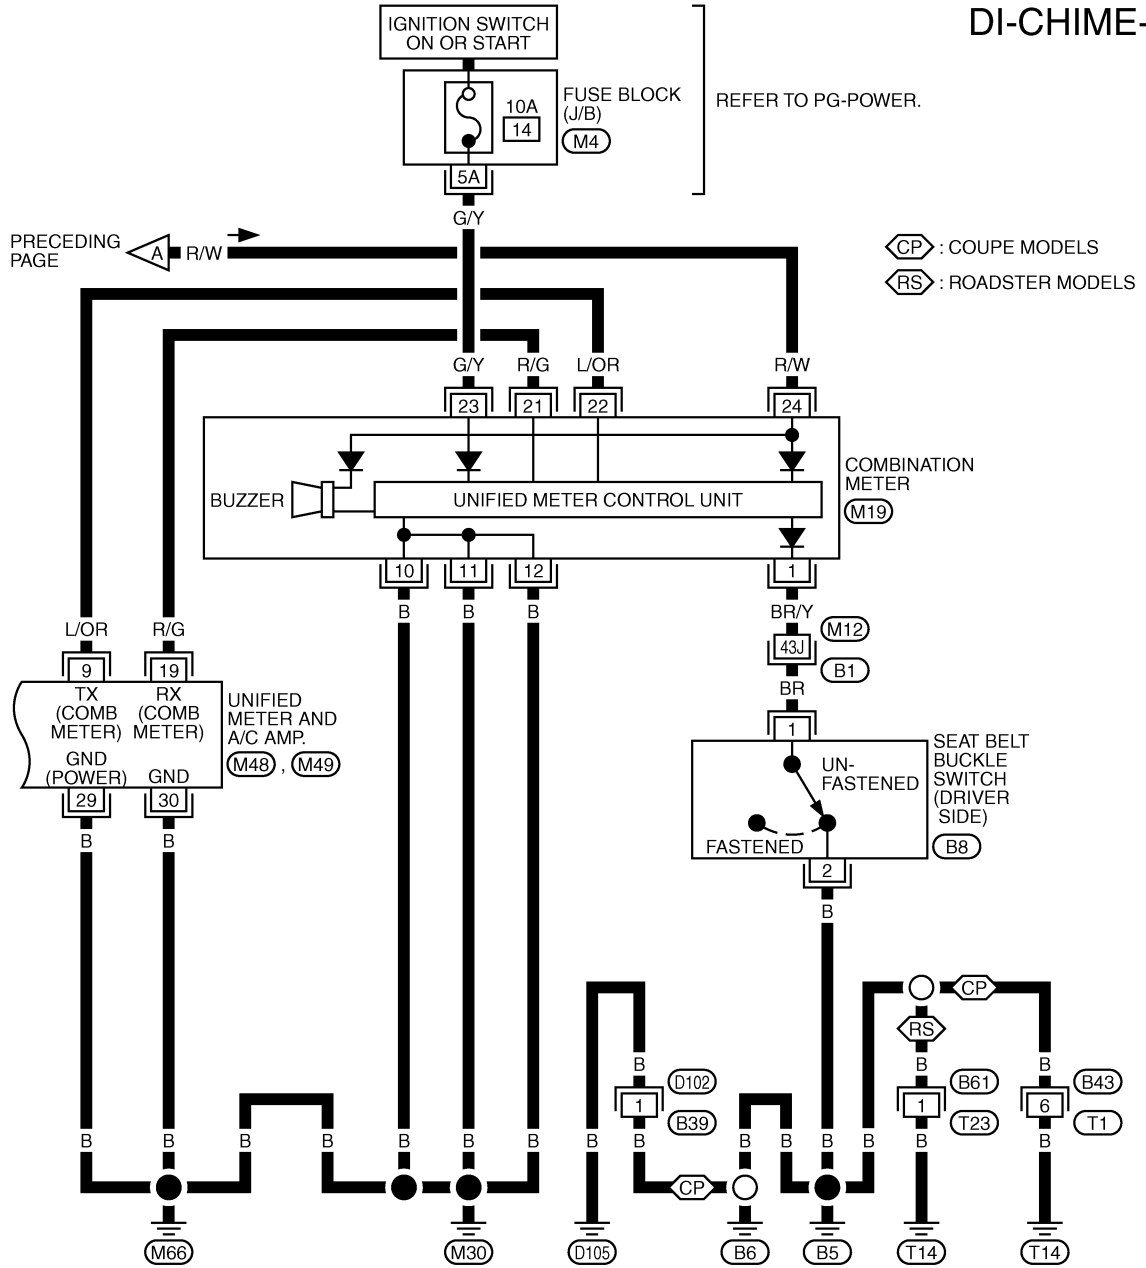 DI-CHIME-
IGNITION SWITCH
ON OR START
10A
14
FUSE BLOCK
(J/B)
M4
REFER TO PG-POWER.
5A
G/Y
PRECEDING
PAGE
A
R/W
CP : COUPE MODELS
RS : ROADSTER MODELS
G/Y R/G L/OR R/W
23 21 22 24
BUZZER
UNIFIED METER CONTROL UNIT
COMBINATION
METER
M19
10 11 12 1
B B B BR/Y
M12
43J
B1
BR
L/OR R/G
9 19
TX
(COMB
METER)
RX
(COMB
METER)
GND
(POWER)
GND
29 30
UNIFIED
METER AND
A/C AMP.
M48 , M49
B B
1
UN-
FASTENED
FASTENED
SEAT BELT
BUCKLE
SWITCH
(DRIVER
SIDE)
B8
2
B
CP
RS
B B B
D102 B61 B43
1 1 6
B39 T23 T1
B B B B B B B B B B B B B B
CP
M66 M30 D105 B6 B5 T14 T14